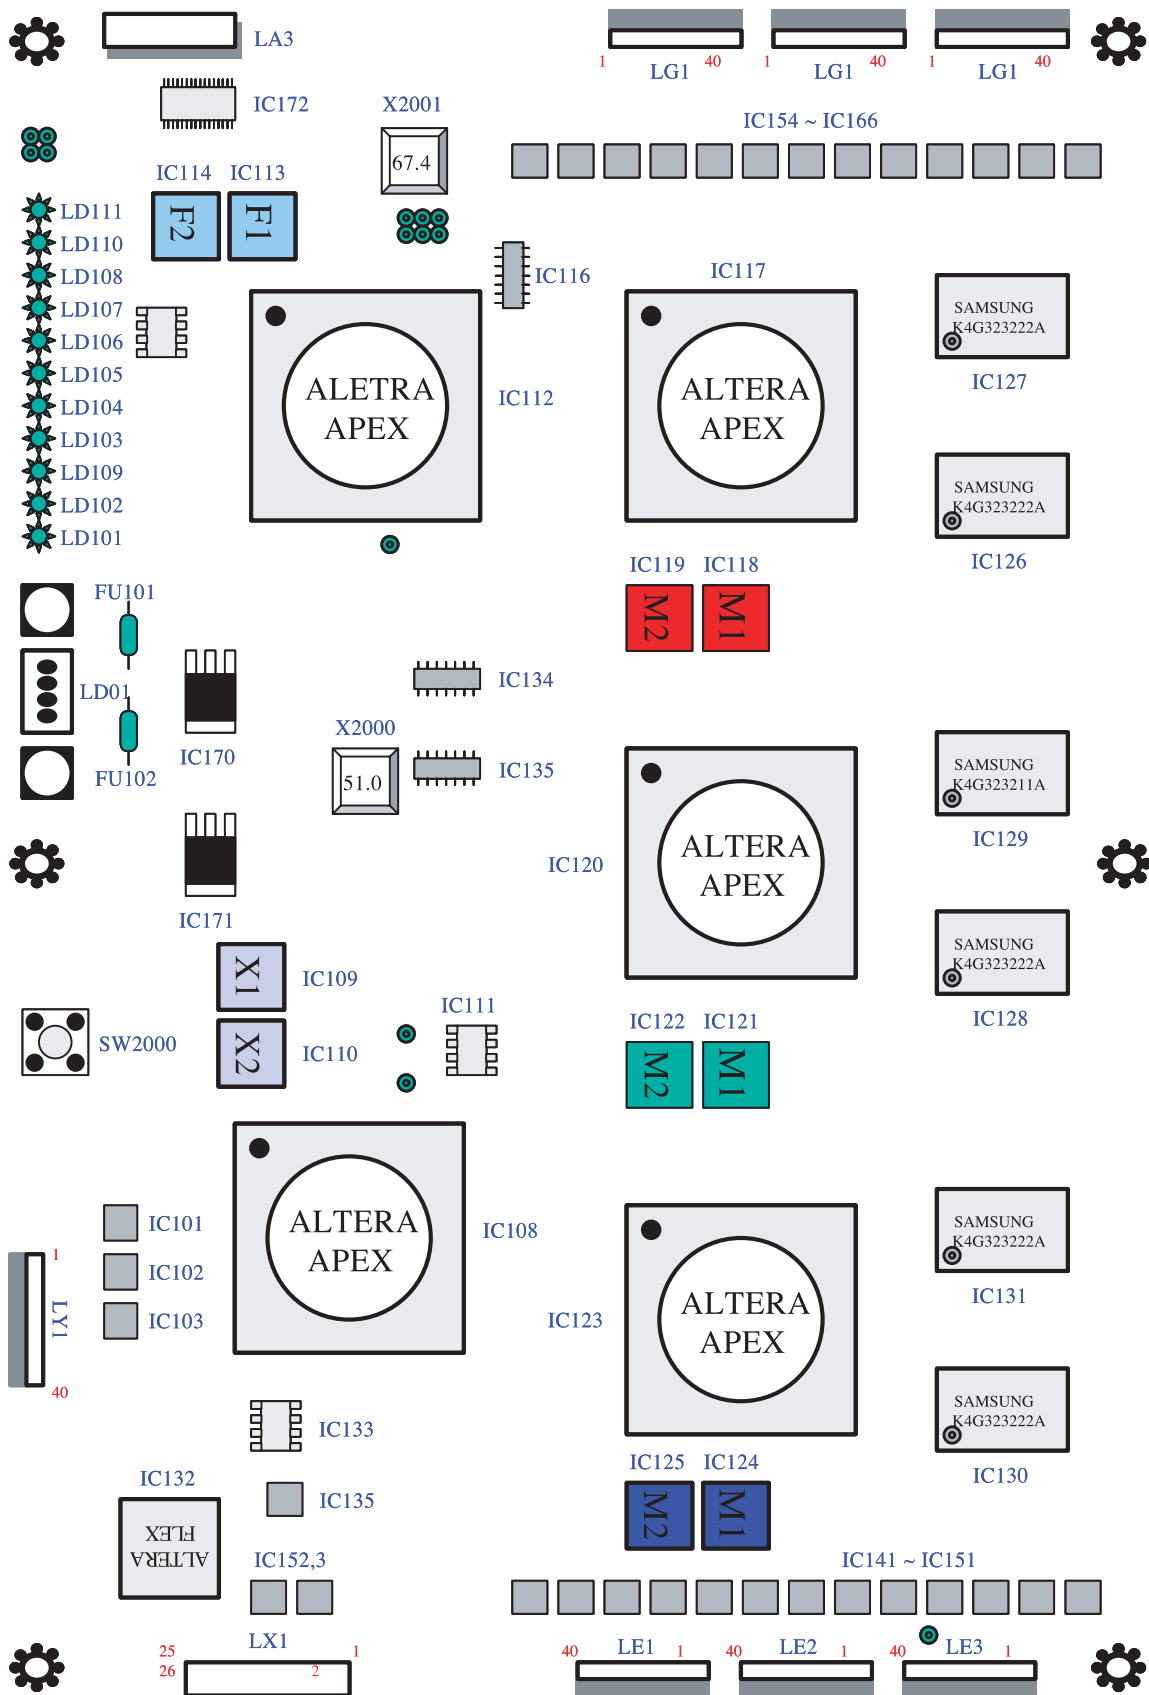 LA3
1
40
LG1
1
40
LG1
1
40
LG1
IC172
X2001
67.4
IC154 ~ IC166
IC114
IC113
F2
F1
LD111
LD110
LD108
LD107
LD106
LD105
LD104
LD103
LD109
LD102
LD101
IC116
IC117
ALETRA
APEX
IC112
ALTERA
APEX
SAMSUNG
K4G323222A
IC127
SAMSUNG
K4G323222A
IC126
FU101
LD01
FU102
IC170
IC171
IC134
X2000
51.0
IC135
IC119
IC118
M2
M1
IC120
ALTERA
APEX
SAMSUNG
K4G323211A
IC129
SAMSUNG
K4G323222A
IC128
X1
IC109
X2
IC110
IC111
SW2000
IC122
IC121
M2
M1
IC101
IC102
IC103
1
LY1
40
ALTERA
APEX
IC108
IC123
ALTERA
APEX
SAMSUNG
K4G323222A
IC131
SAMSUNG
K4G323222A
IC130
IC133
IC132
ALTERA
FLEX
IC135
IC152,3
IC125
IC124
M2
M1
IC141 ~ IC151
25
26
LX1
2
1
40
LE1
1
40
LE2
1
40
LE3
1